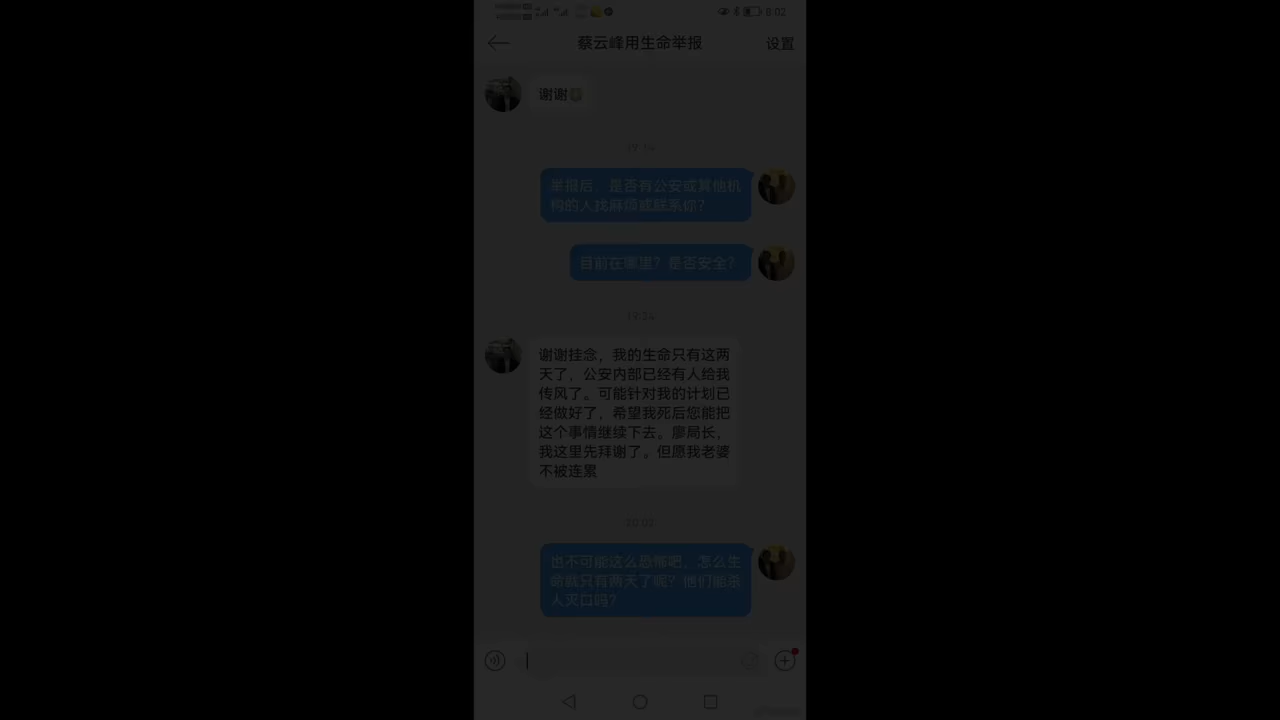 8:02
蔡云峰用生命举报
设置
谢谢
举报后，是否有公安或其他机
构的人找麻烦或联系你？
目前在哪里？是否安全？
谢谢挂念，我的生命只有这两
天了，公安内部已经有人给我
传风了。可能针对我的计划已
经做好了，希望我死后您能把
这个事情继续下去。廖局长，
我这里先拜谢了。但愿我老婆
不被连累
20:02
也不可能这么恐怖吧，怎么生
命就只有两天了呢？他们能杀
人灭口吗？